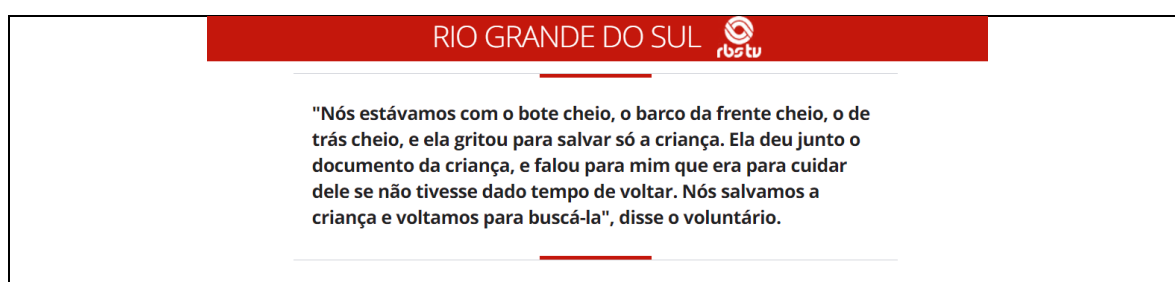 RIO GRANDE DO SUL rbs tv
"Nós estávamos com o bote cheio, o barco da frente cheio, o de
trás cheio, e ela gritou para salvar só a criança. Ela deu junto o
documento da criança, e falou para mim que era para cuidar
dele se não tivesse dado tempo de voltar. Nós salvamos a
criança e voltamos para buscá-la", disse o voluntário.